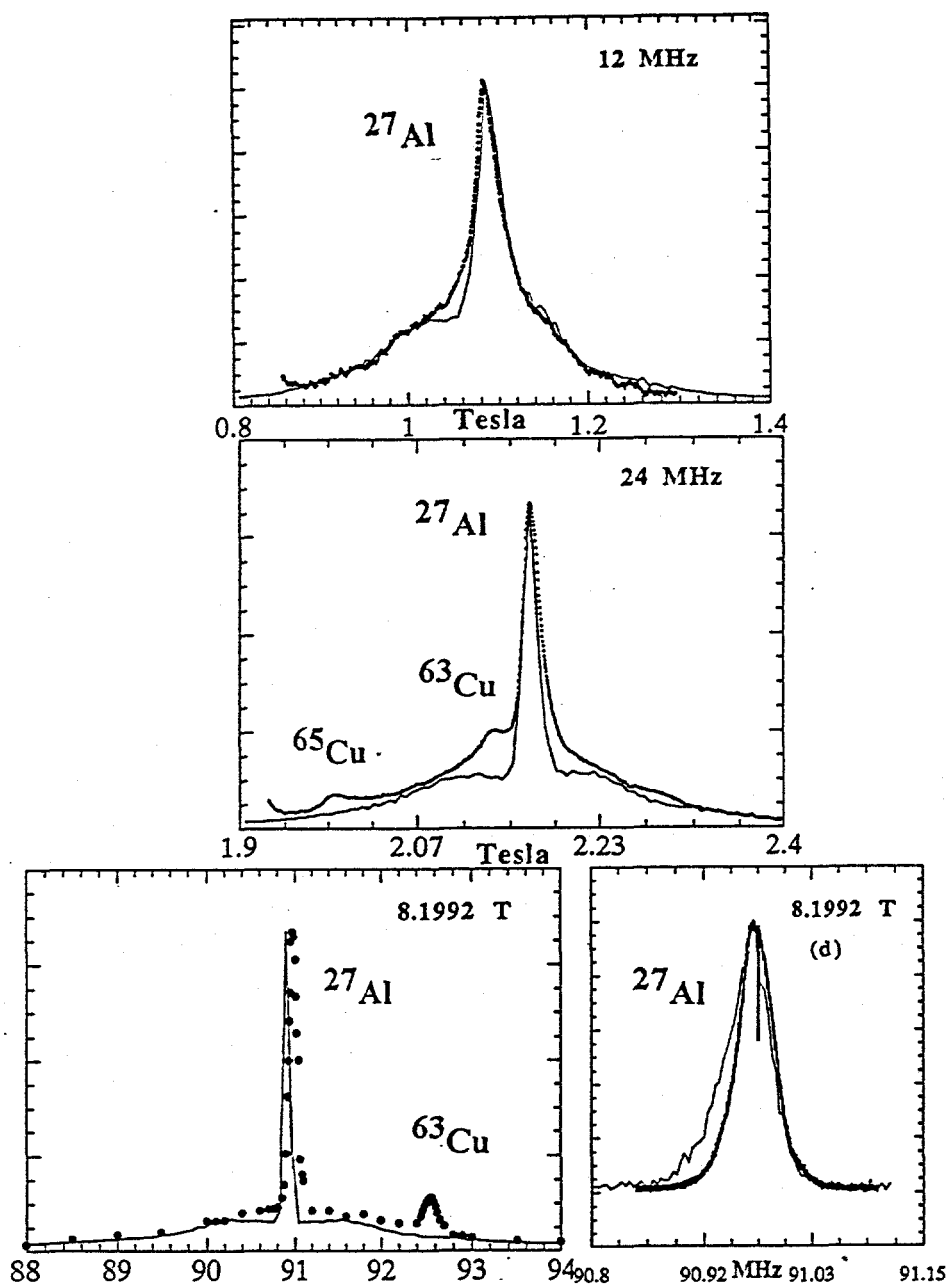 12 MHz
27Al
0.8 1 Tesla 1.2 1.4
24 MHz
27Al
63Cu
65Cu
1.9 2.07 Tesla 2.23 2.4
8.1992 T
27Al
63Cu
88 89 90 91 92 93 94
8.1992 T
(d)
27Al
90.8 90.92 MHz 91.03 91.15